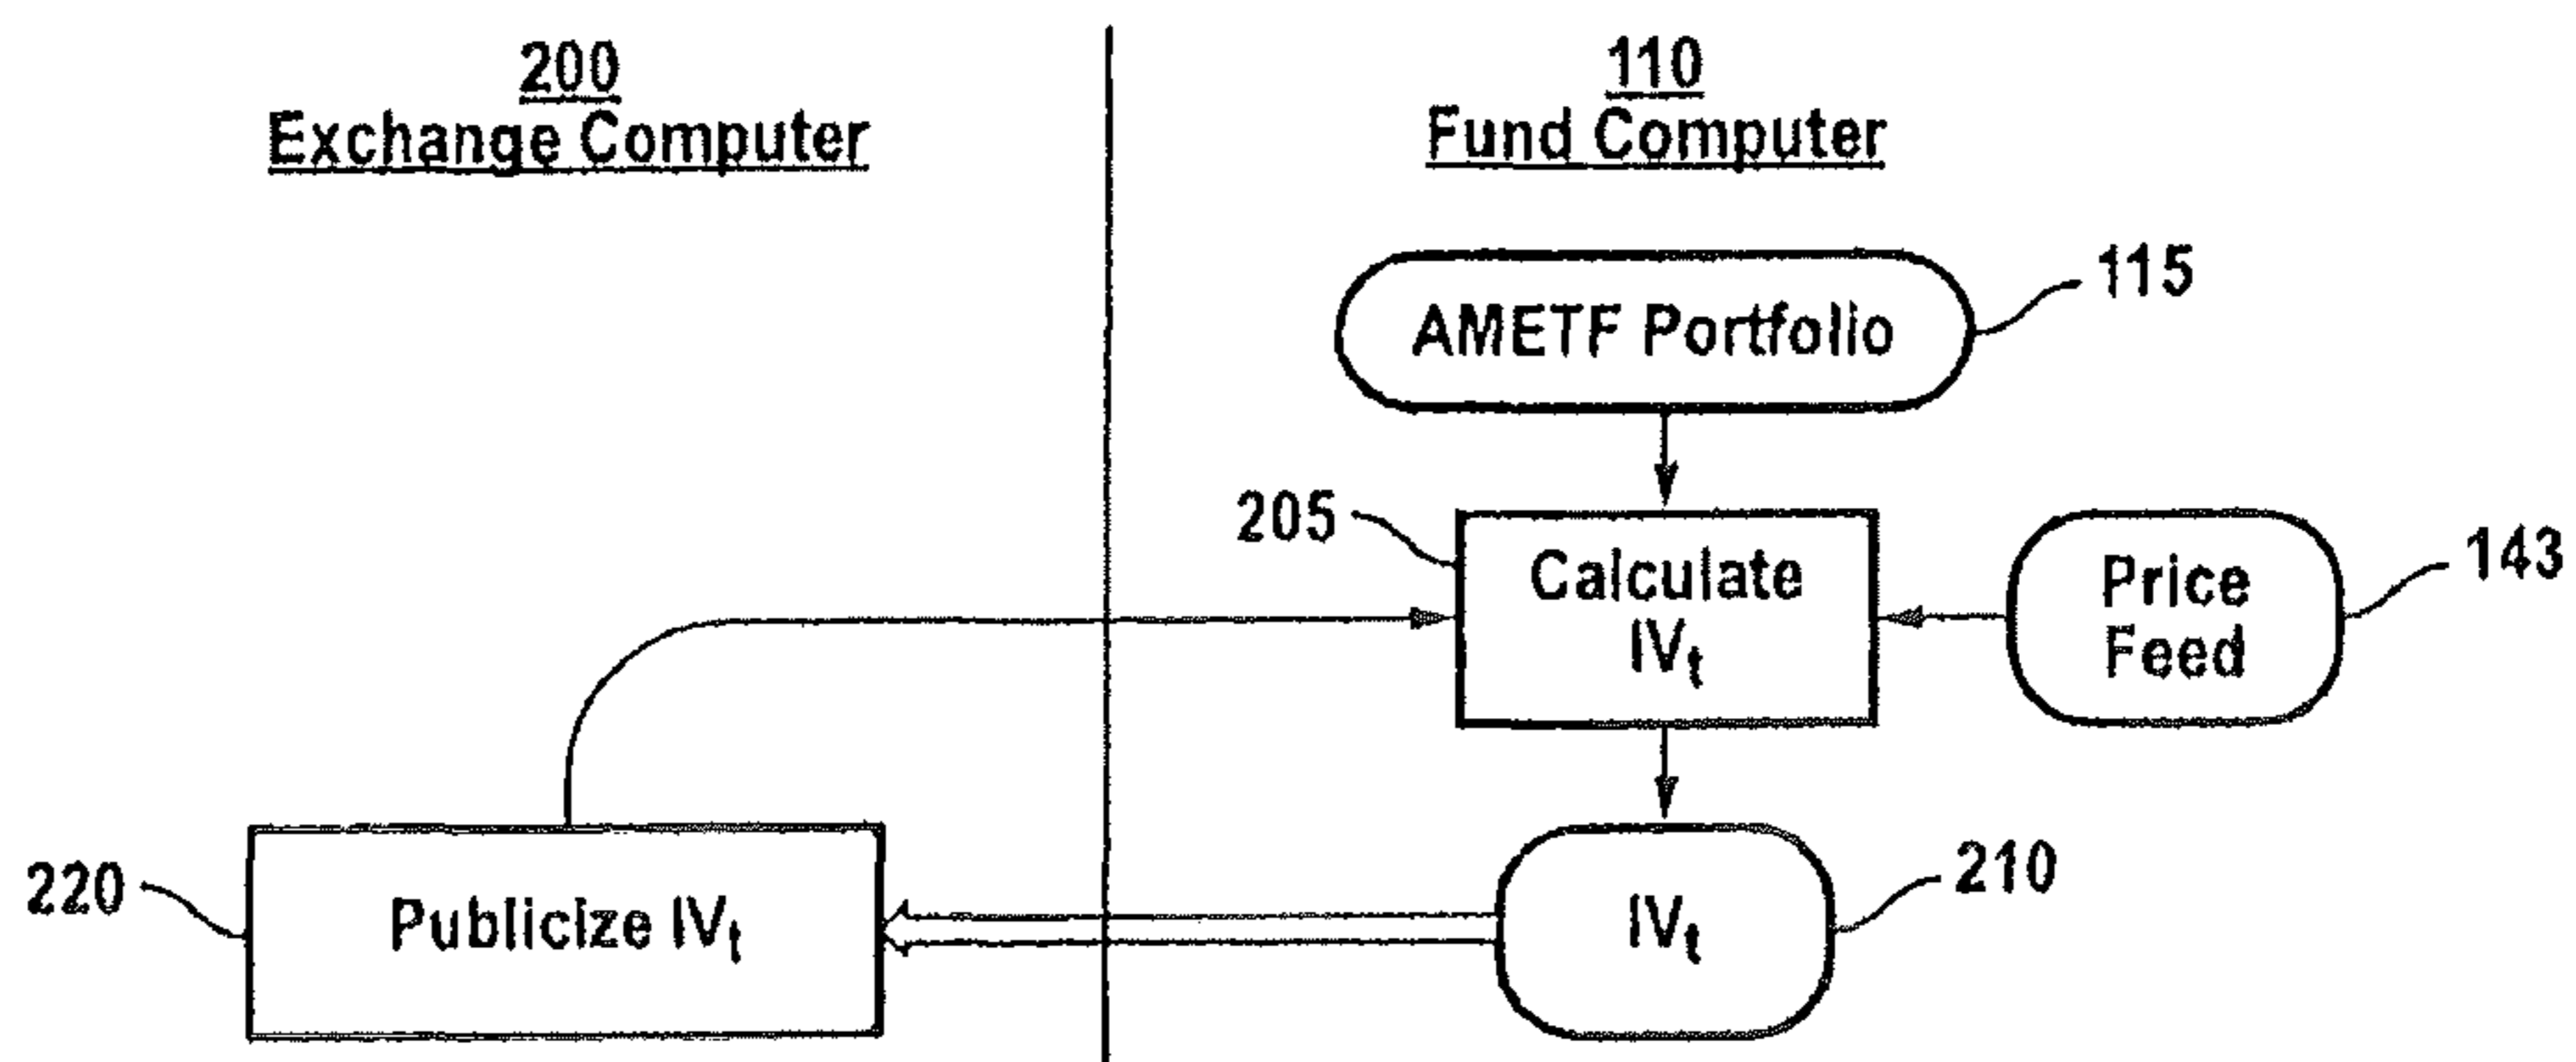 200
Exchange Computer
110
Fund Computer
AMETF Portfolio
115
205
Calculate
IVt
Price
Feed
143
220
Publicize IVt
IVt
210